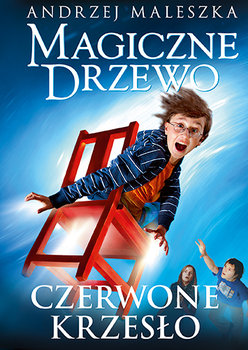 ANDRZEJ MALESZKA
MAGICZNE
DRZEWO
CZERWONE
KRZESŁO